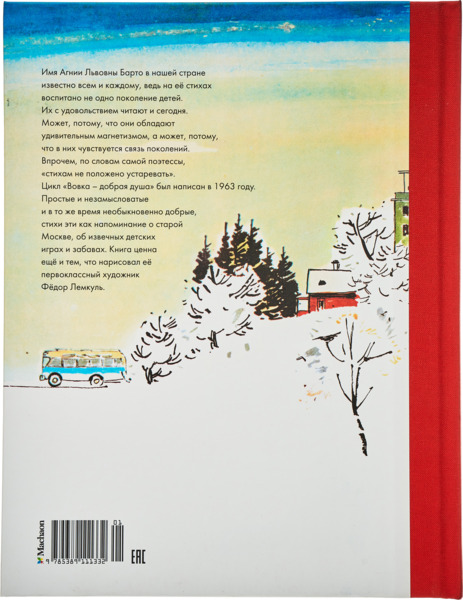 Имя Агнии Львовны Барто в нашей стране
известно всем и каждому, ведь на её стихах
воспитано не одно поколение детей.
Их с удовольствием читают и сегодня.
Может, потому, что они обладают
удивительным магнетизмом, а может, потому,
что в них чувствуется связь поколений.
Впрочем, по словам самой поэтессы,
«стихам не положено устаревать».
Цикл «Вовка – добрая душа» был написан в 1963 году.
Простые и незамысловатые
и в то же время необыкновенно добрые,
стихи эти как напоминание о старой
Москве, об извечных детских
играх и забавах. Книга ценна
ещё и тем, что нарисовал её
первоклассный художник
Фёдор Лемкуль.
Machaon
01
9 785389 111332
EAC